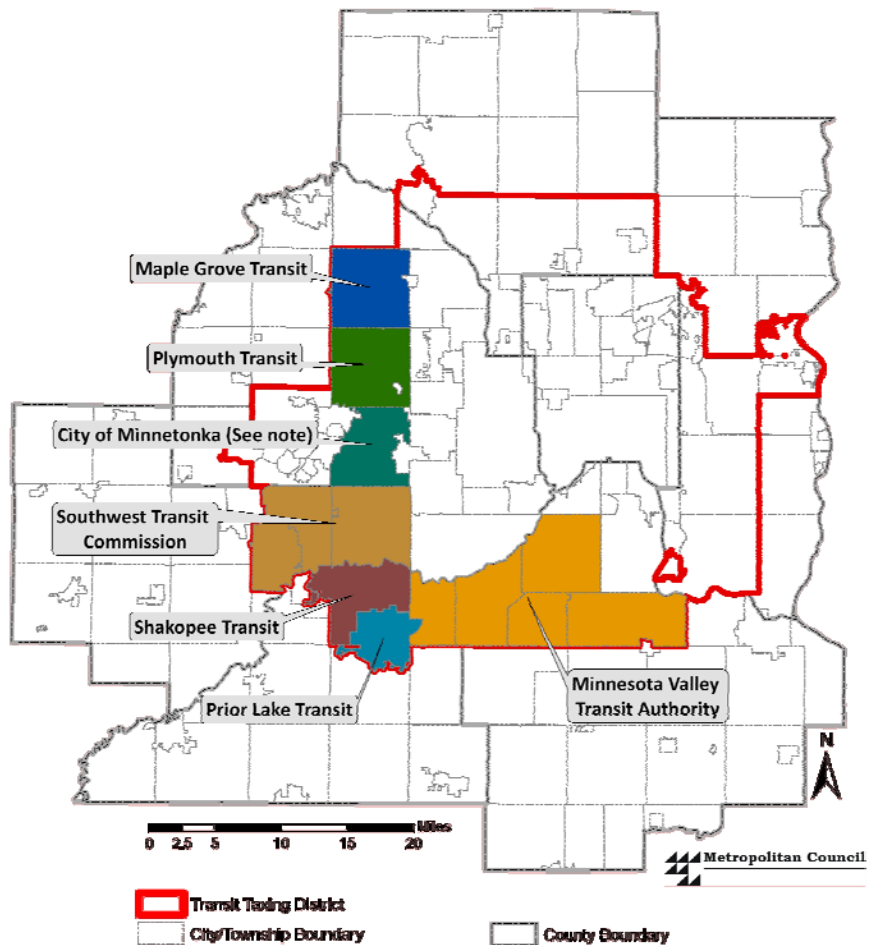 Maple Grove Transit
Plymouth Transit
City of Minnetonka (See note)
Southwest Transit
Commission
Shakopee Transit
Prior Lake Transit
Minnesota Valley
Transit Authority
N
Miles
0 2.5 5 10 15 20
Metropolitan Council
Transit Taxing District
City/Township Boundary
County Boundary